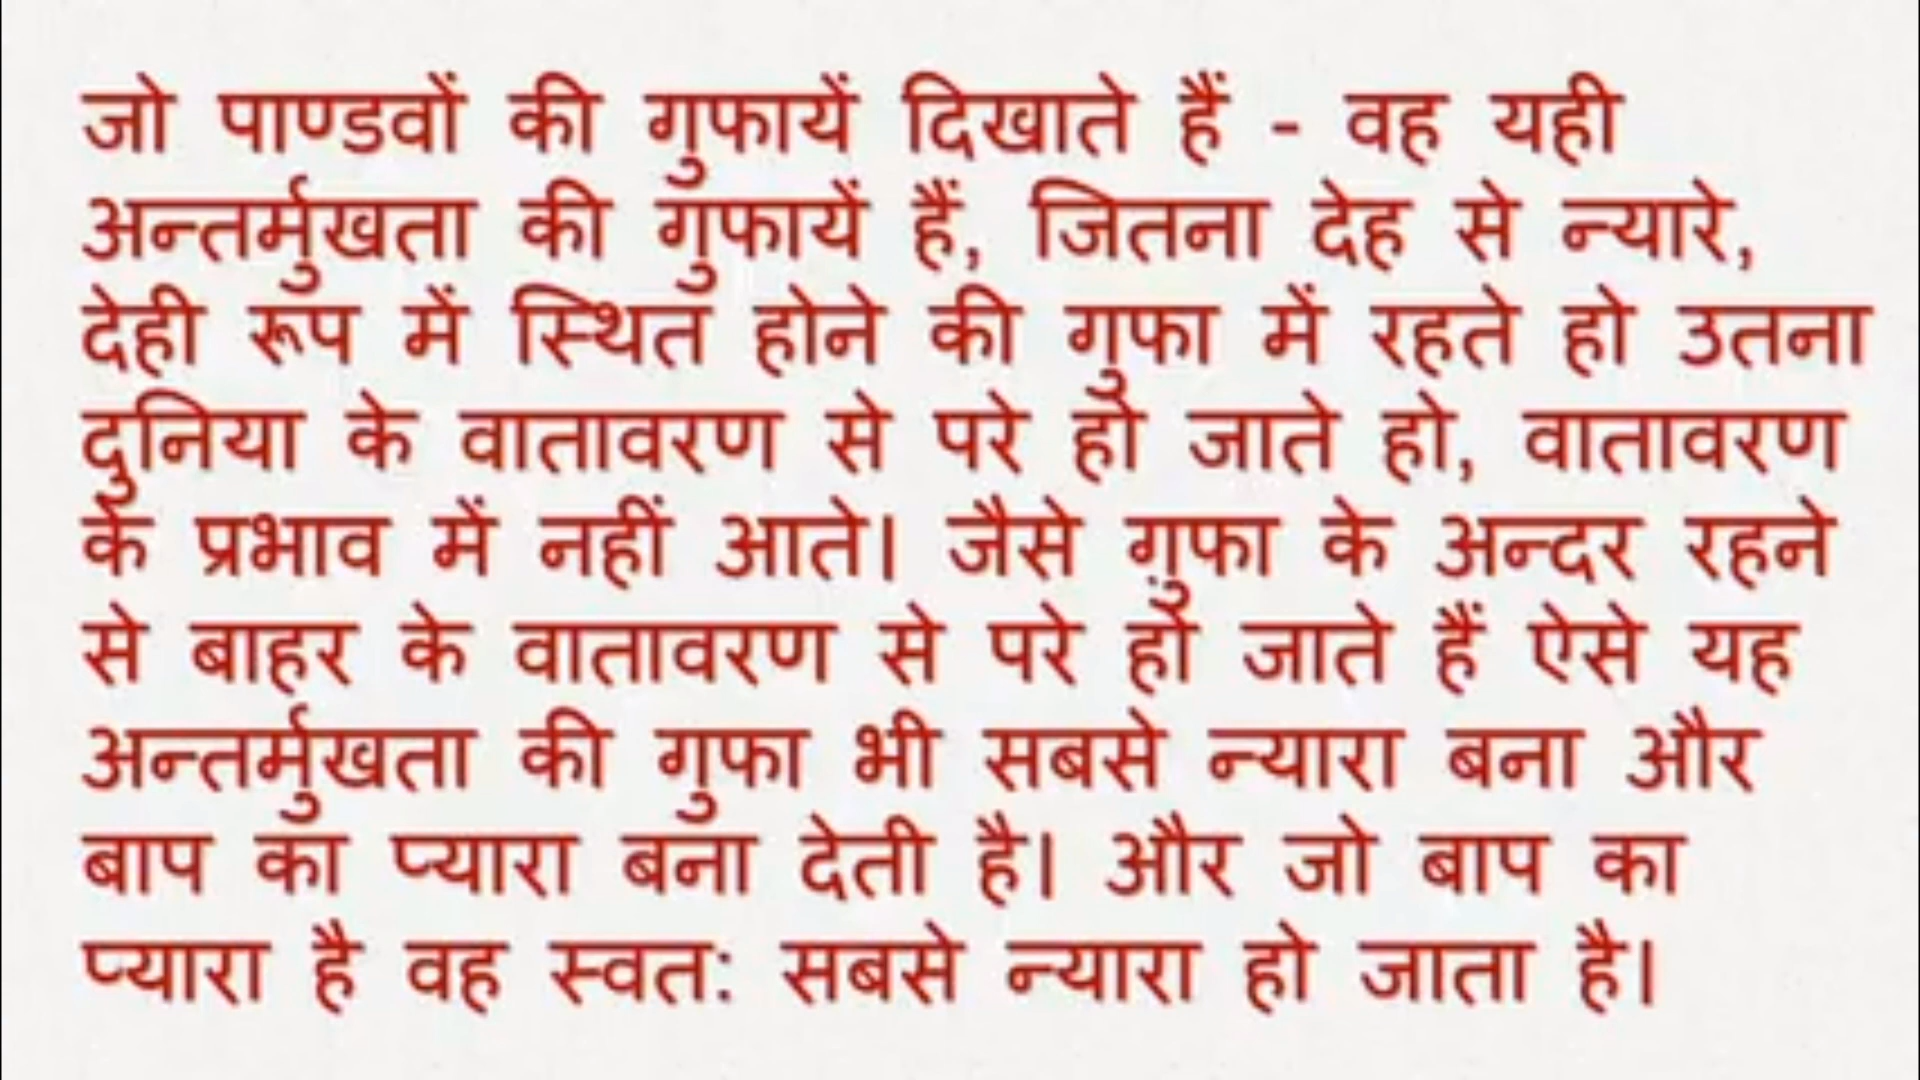 जो पाण्डवों की गुफायें दिखाते हैं - वह यही
अन्तर्मुखता की गुफायें हैं, जितना देह से न्यारे,
देही रूप में स्थित होने की गुफा में रहते हो उतना
दुनिया के वातावरण से परे हो जाते हो, वातावरण
के प्रभाव में नहीं आते। जैसे गुफा के अन्दर रहने
से बाहर के वातावरण से परे हो जाते हैं ऐसे यह
अन्तर्मुखता की गुफा भी सबसे न्यारा बना और
बाप का प्यारा बना देती है। और जो बाप का
प्यारा है वह स्वत: सबसे न्यारा हो जाता है।